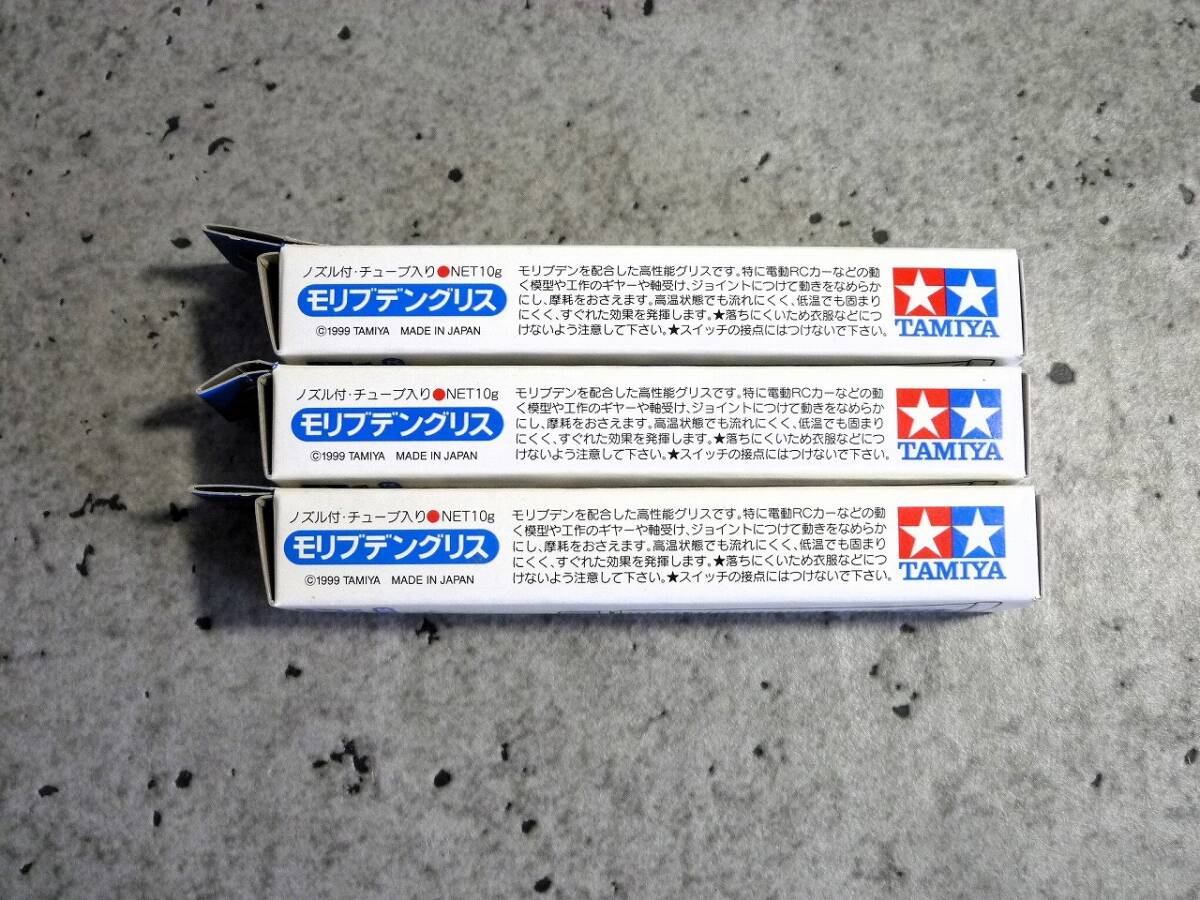 ノズル付・チューブ入り●NET10g
モリブデングリス
©1999 TAMIYA MADE IN JAPAN
モリブデンを配合した高性能グリスです。特に電動RCカーなどの動
く模型や工作のギヤーや軸受け、ジョイントにつけて動きをなめらか
にし、摩耗をおさえます。高温状態でも流れにくく、低温でも固まり
にくく、すぐれた効果を発揮します。★落ちにくいため衣服などにつ
けないよう注意して下さい。★スイッチの接点にはつけないで下さい。
TAMIYA
ノズル付・チューブ入り●NET10g
モリブデングリス
©1999 TAMIYA MADE IN JAPAN
モリブデンを配合した高性能グリスです。特に電動RCカーなどの動
く模型や工作のギヤーや軸受け、ジョイントにつけて動きをなめらか
にし、摩耗をおさえます。高温状態でも流れにくく、低温でも固まり
にくく、すぐれた効果を発揮します。★落ちにくいため衣服などにつ
けないよう注意して下さい。★スイッチの接点にはつけないで下さい。
TAMIYA
ノズル付・チューブ入り●NET10g
モリブデングリス
©1999 TAMIYA MADE IN JAPAN
モリブデンを配合した高性能グリスです。特に電動RCカーなどの動
く模型や工作のギヤーや軸受け、ジョイントにつけて動きをなめらか
にし、摩耗をおさえます。高温状態でも流れにくく、低温でも固まり
にくく、すぐれた効果を発揮します。★落ちにくいため衣服などにつ
けないよう注意して下さい。★スイッチの接点にはつけないで下さい。
TAMIYA